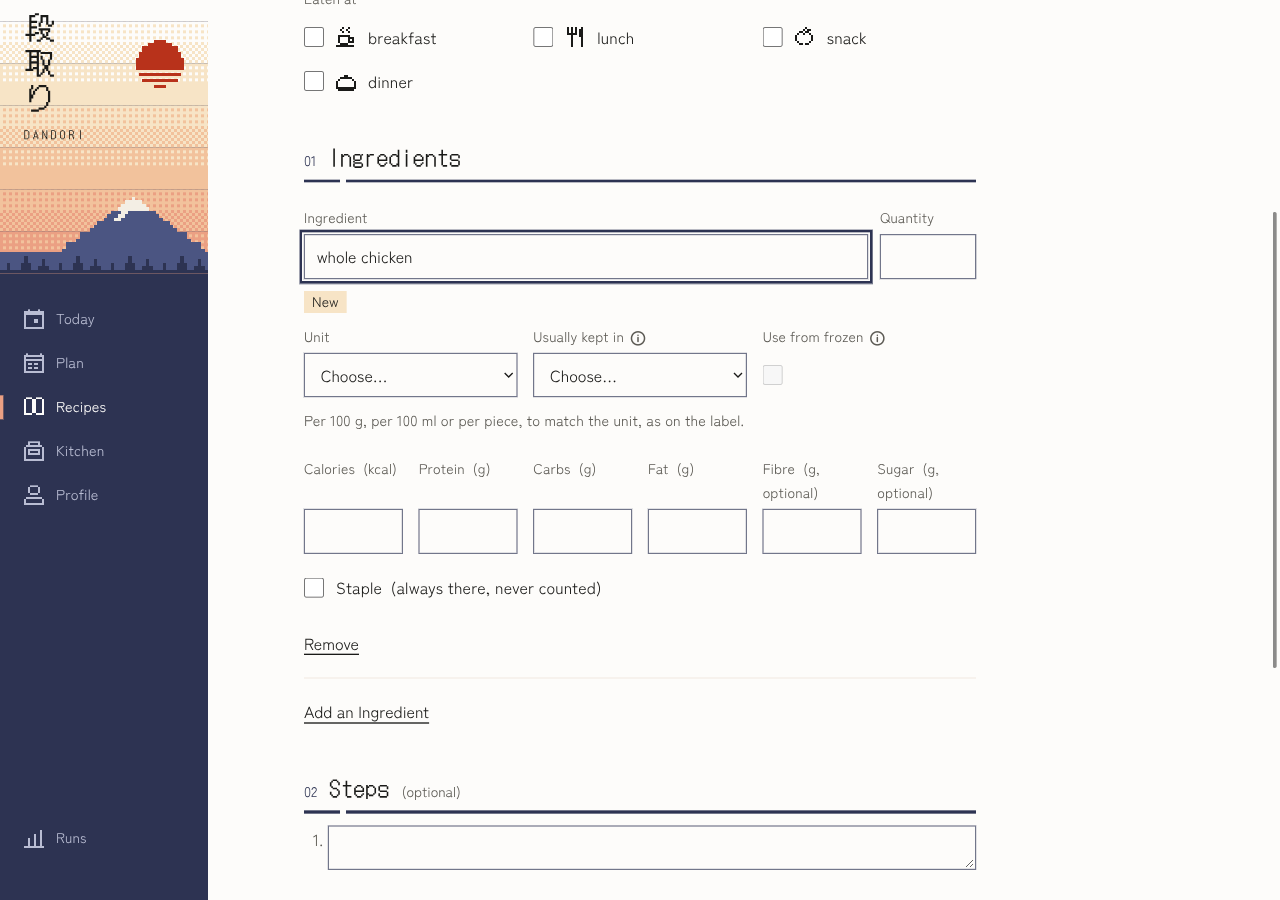 段取り
DANDORI
Today
Plan
Recipes
Kitchen
Profile
Runs
breakfast
lunch
snack
dinner
01 Ingredients
Ingredient
Quantity
whole chicken
New
Unit
Usually kept in
Use from frozen
Choose...
Choose...
Per 100 g, per 100 ml or per piece, to match the unit, as on the label.
Calories (kcal)
Protein (g)
Carbs (g)
Fat (g)
Fibre (g, optional)
Sugar (g, optional)
Staple (always there, never counted)
Remove
Add an Ingredient
02 Steps (optional)
1.